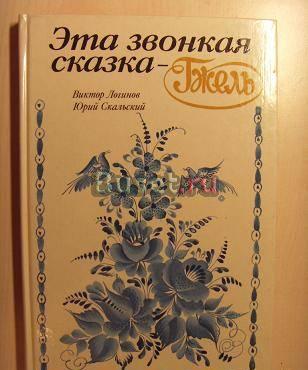 Эта звонкая
сказка–
Гжель
Виктор Логинов
Юрий Скальский